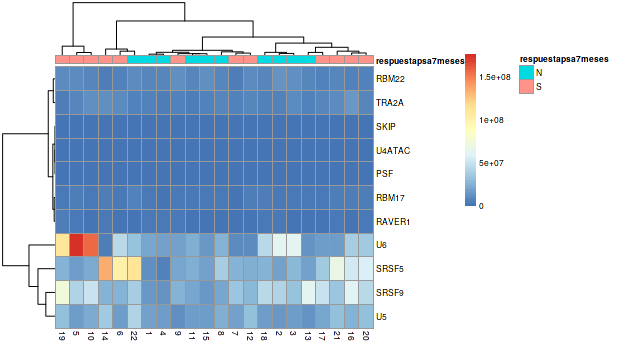 respuestapsa7meses
respuestapsa7meses
N
S
1.5e+08
1e+08
5e+07
0
RBM22
TRA2A
SKIP
U4ATAC
PSF
RBM17
RAVER1
U6
SRSF5
SRSF9
U5
19 5 10 14 6 22 1 4 9 11 15 8 7 12 18 2 3 13 17 21 16 20